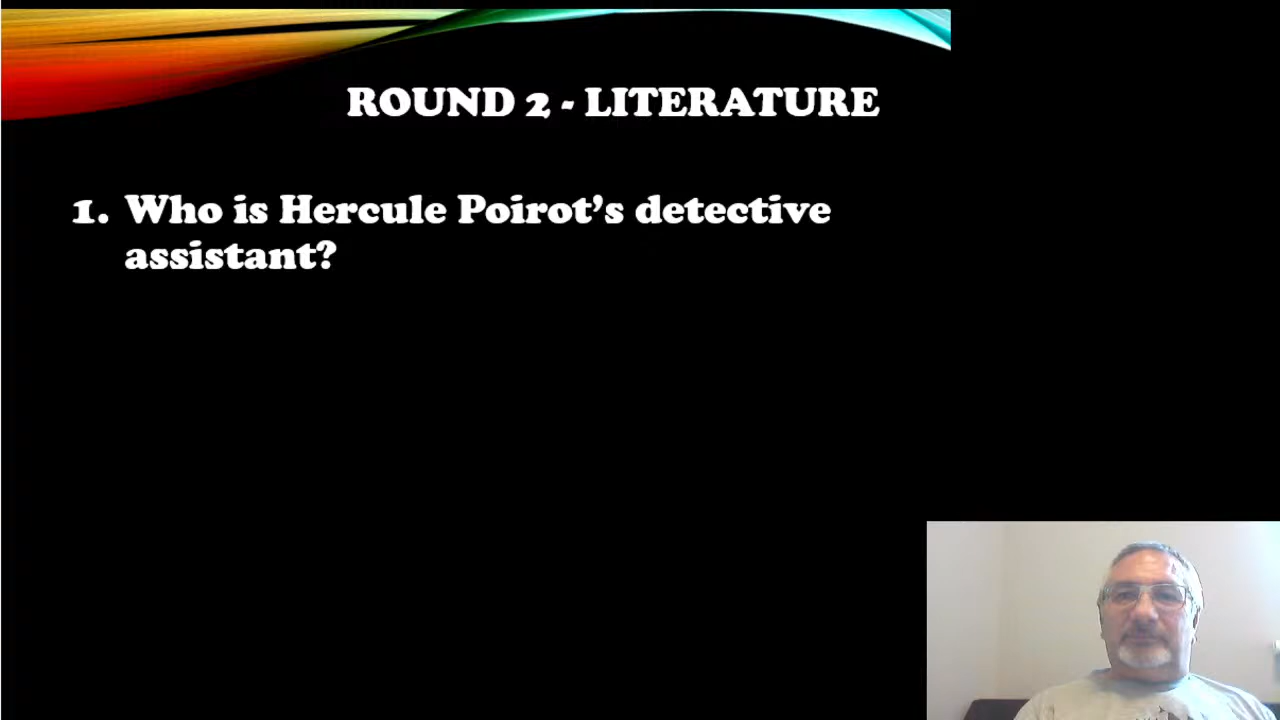 ROUND 2 - LITERATURE
1. Who is Hercule Poirot’s detective
assistant?